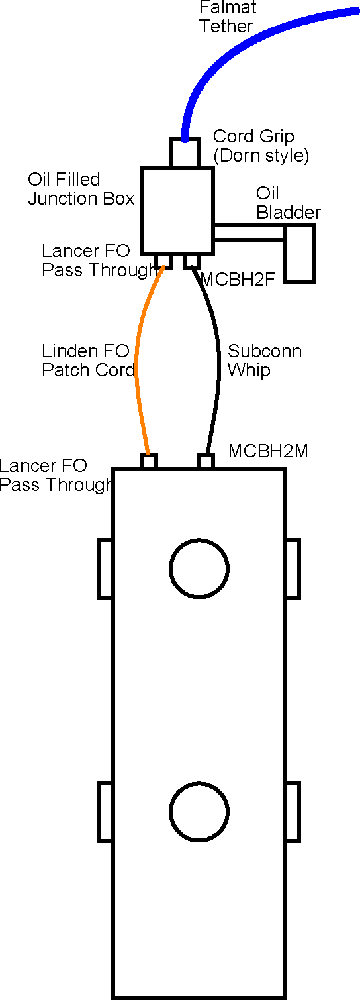 Falmat
Tether
Cord Grip
(Dorn style)
Oil Filled
Junction Box
Oil
Bladder
Lancer FO
Pass Through
MCBH2F
Linden FO
Patch Cord
Subconn
Whip
MCBH2M
Lancer FO
Pass Through